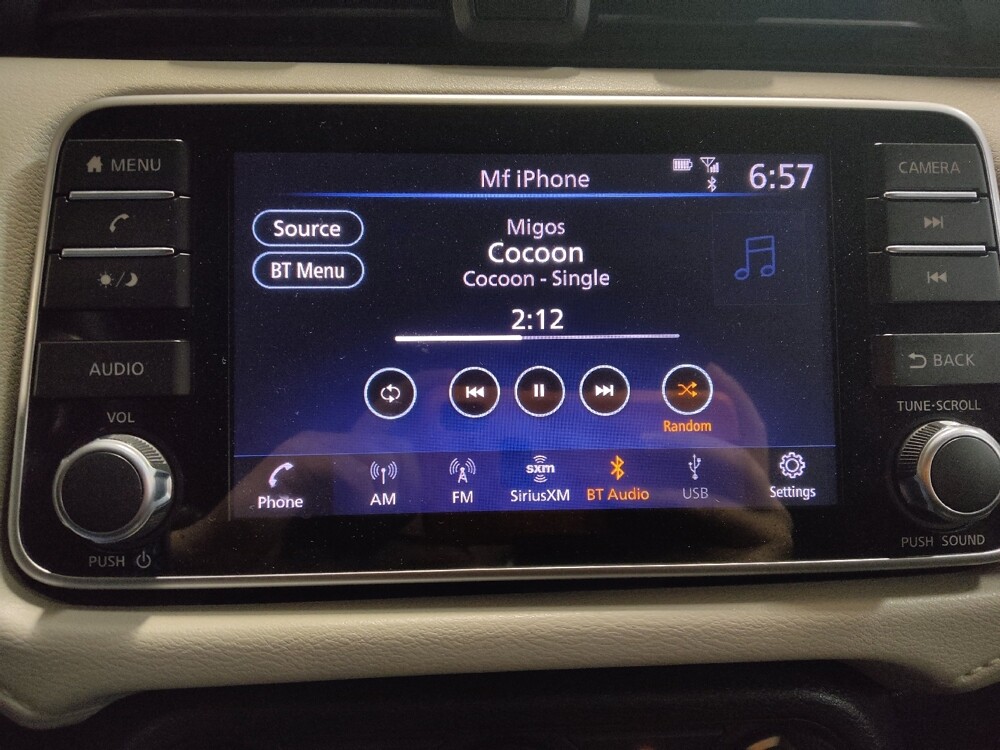 MENU
AUDIO
VOL
PUSH
Mf iPhone
6:57
Source
BT Menu
Migos
Cocoon
Cocoon - Single
2:12
Random
Phone
AM
FM
sxm
SiriusXM
BT Audio
USB
Settings
CAMERA
BACK
TUNE·SCROLL
PUSH SOUND